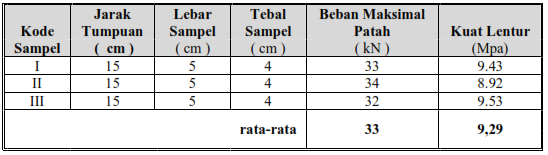 Kode Sampel | Jarak Tumpuan ( cm ) | Lebar Sampel ( cm ) | Tebal Sampel ( cm ) | Beban Maksimal Patah ( kN ) | Kuat Lentur (Mpa)
I | 15 | 5 | 4 | 33 | 9.43
II | 15 | 5 | 4 | 34 | 8.92
III | 15 | 5 | 4 | 32 | 9.53
rata-rata | 33 | 9,29